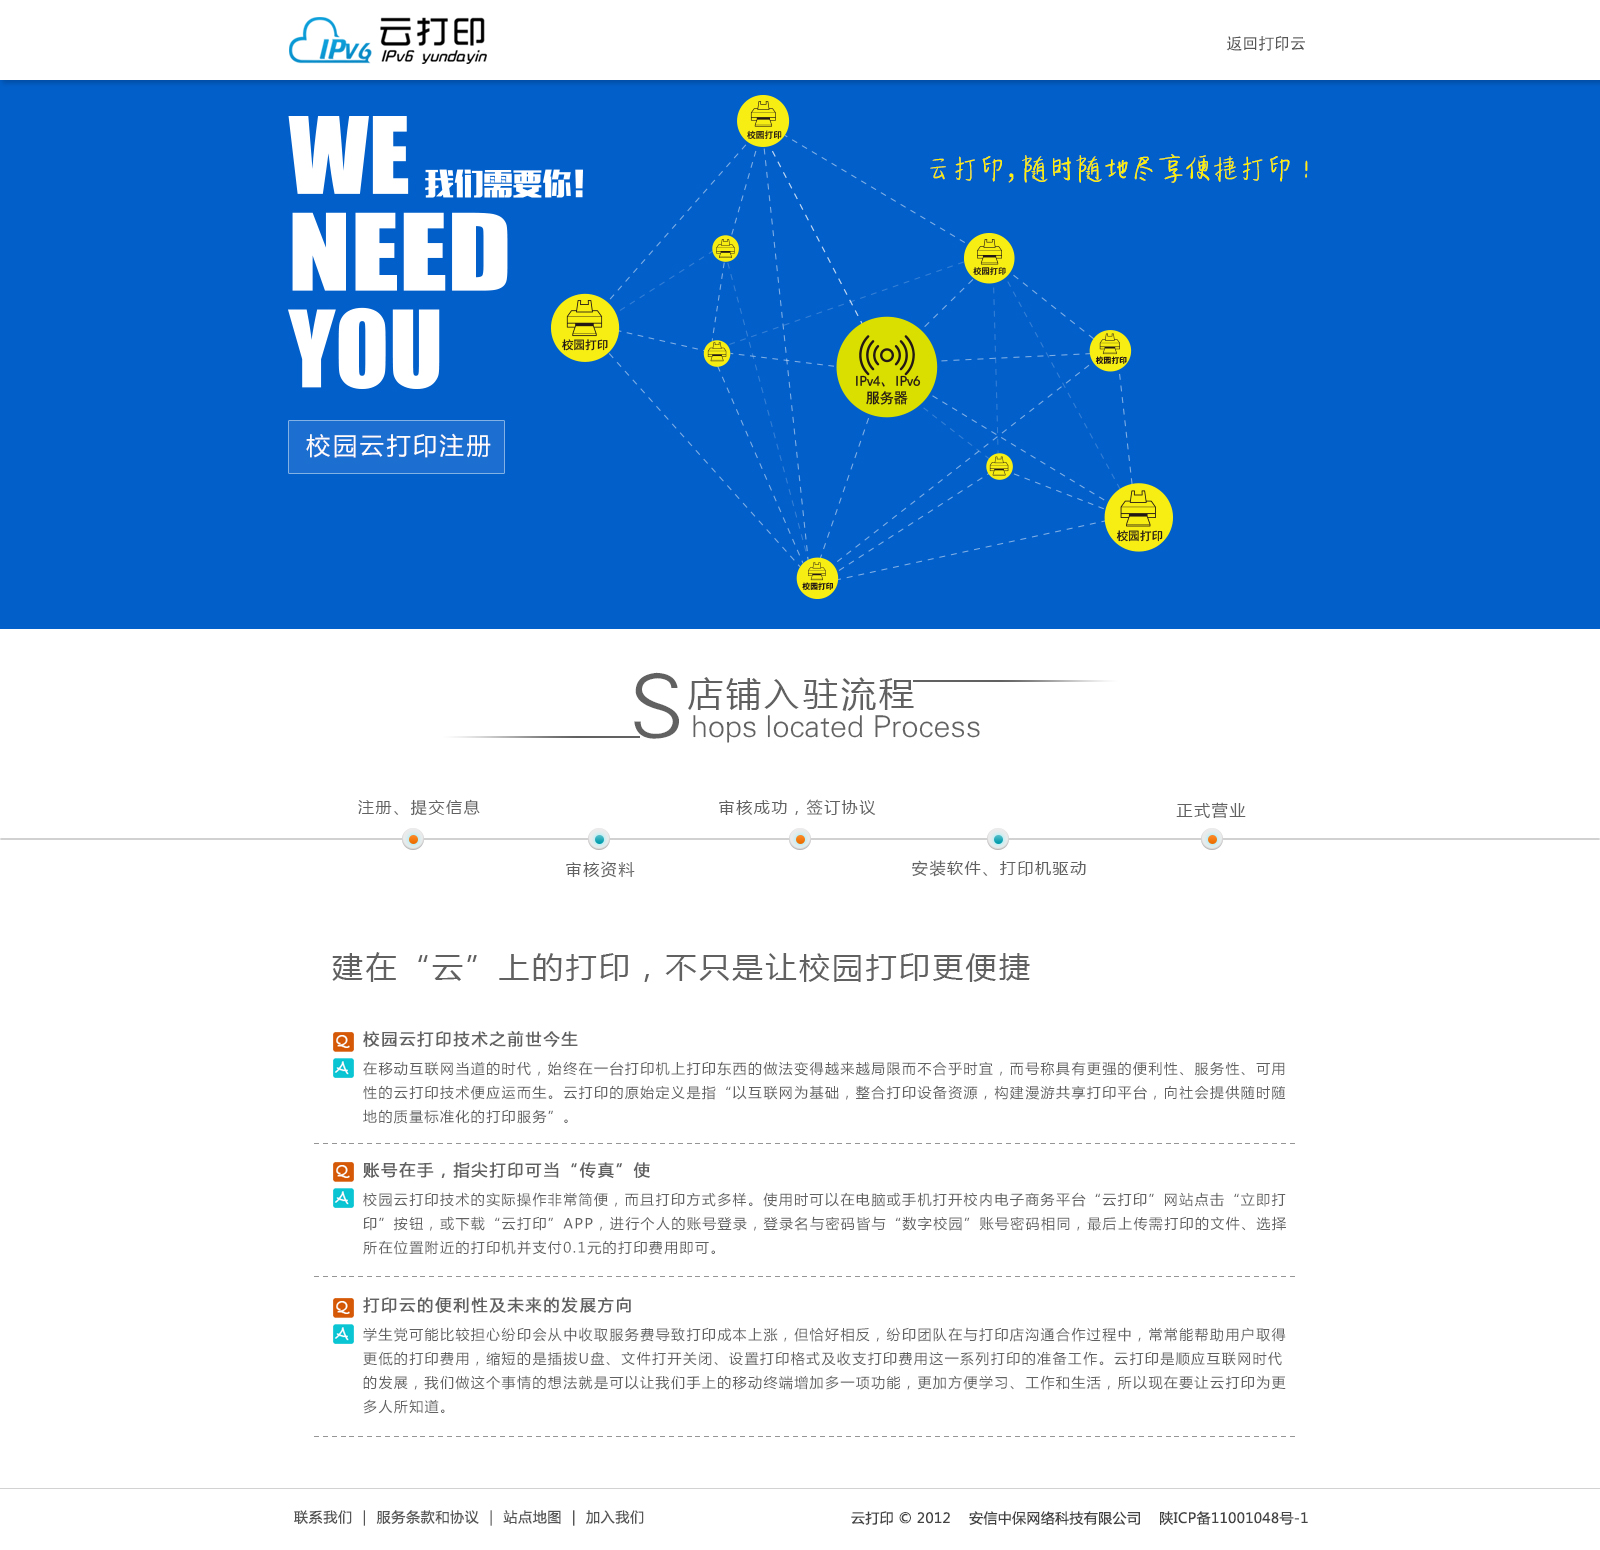 IPv6 云打印
IPv6 yundayin
返回打印云
WE 我们需要你!
NEED
YOU
校园云打印注册
云打印,随时随地尽享便捷打印！
校园打印
校园打印
校园打印
校园打印
IPv4、IPv6
服务器
校园打印
校园打印
店铺入驻流程
Shops located Process
注册、提交信息
审核资料
审核成功，签订协议
安装软件、打印机驱动
正式营业
建在“云”上的打印，不只是让校园打印更便捷
Q 校园云打印技术之前世今生
A 在移动互联网当道的时代，始终在一台打印机上打印东西的做法变得越来越局限而不合乎时宜，而号称具有更强的便利性、服务性、可用
性的云打印技术便应运而生。云打印的原始定义是指“以互联网为基础，整合打印设备资源，构建漫游共享打印平台，向社会提供随时随
地的质量标准化的打印服务”。
Q 账号在手，指尖打印可当“传真”使
A 校园云打印技术的实际操作非常简便，而且打印方式多样。使用时可以在电脑或手机打开校内电子商务平台“云打印”网站点击“立即打
印”按钮，或下载“云打印”APP，进行个人的账号登录，登录名与密码皆与“数字校园”账号密码相同，最后上传需打印的文件、选择
所在位置附近的打印机并支付0.1元的打印费用即可。
Q 打印云的便利性及未来的发展方向
A 学生党可能比较担心纷印会从中收取服务费导致打印成本上涨，但恰好相反，纷印团队在与打印店沟通合作过程中，常常能帮助用户取得
更低的打印费用，缩短的是插拔U盘、文件打开关闭、设置打印格式及收支打印费用这一系列打印的准备工作。云打印是顺应互联网时代
的发展，我们做这个事情的想法就是可以让我们手上的移动终端增加多一项功能，更加方便学习、工作和生活，所以现在要让云打印为更
多人所知道。
联系我们 | 服务条款和协议 | 站点地图 | 加入我们
云打印 © 2012 安信中保网络科技有限公司 陕ICP备11001048号-1